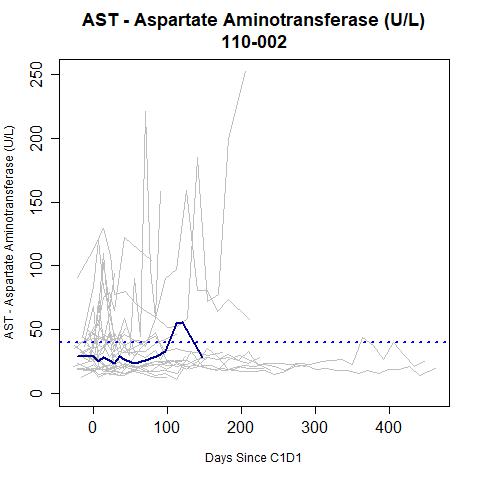 AST - Aspartate Aminotransferase (U/L)
110-002
AST - Aspartate Aminotransferase (U/L)
250
200
150
100
50
0
0 100 200 300 400
Days Since C1D1